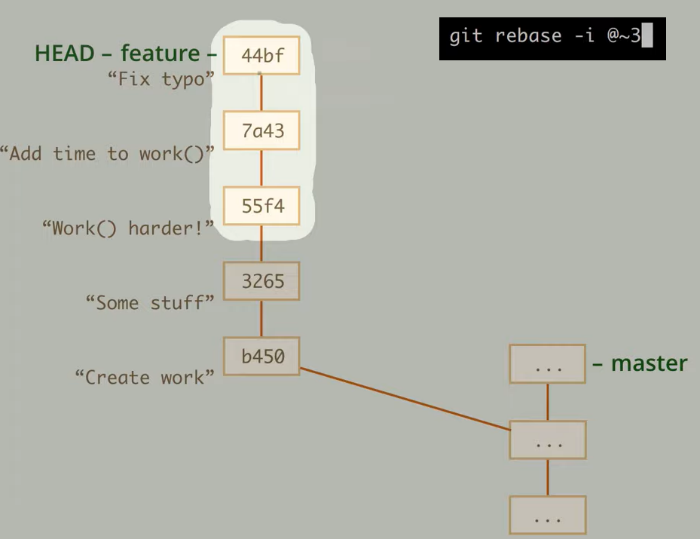 git rebase -i @~3
HEAD – feature –
44bf
“Fix typo”
7a43
“Add time to work()”
55f4
“Work() harder!”
3265
“Some stuff”
b450
“Create work”
... – master
...
...